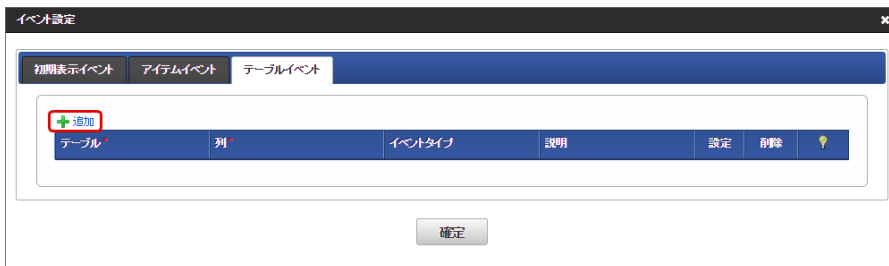 イベント設定
初期表示イベント アイテムイベント テーブルイベント
追加
テーブル* 列* イベントタイプ 説明 設定 削除
確定